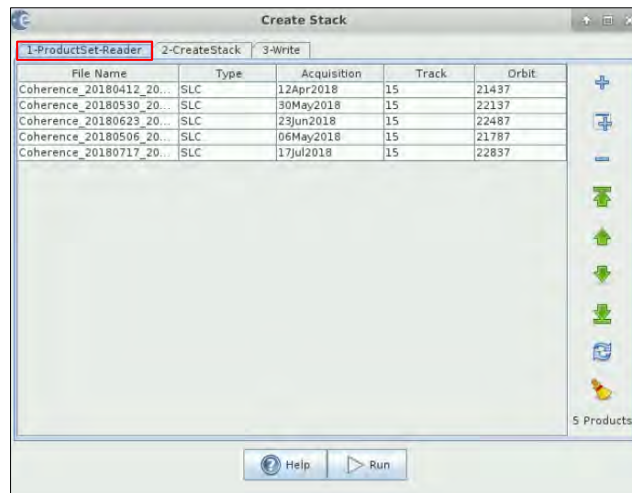 Create Stack
1-ProductSet-Reader 2-CreateStack 3-Write
File Name Type Acquisition Track Orbit
Coherence_20180412_20... SLC 12Apr2018 15 21437
Coherence_20180530_20... SLC 30May2018 15 22137
Coherence_20180623_20... SLC 23Jun2018 15 22487
Coherence_20180506_20... SLC 06May2018 15 21787
Coherence_20180717_20... SLC 17Jul2018 15 22837
5 Products
Help Run